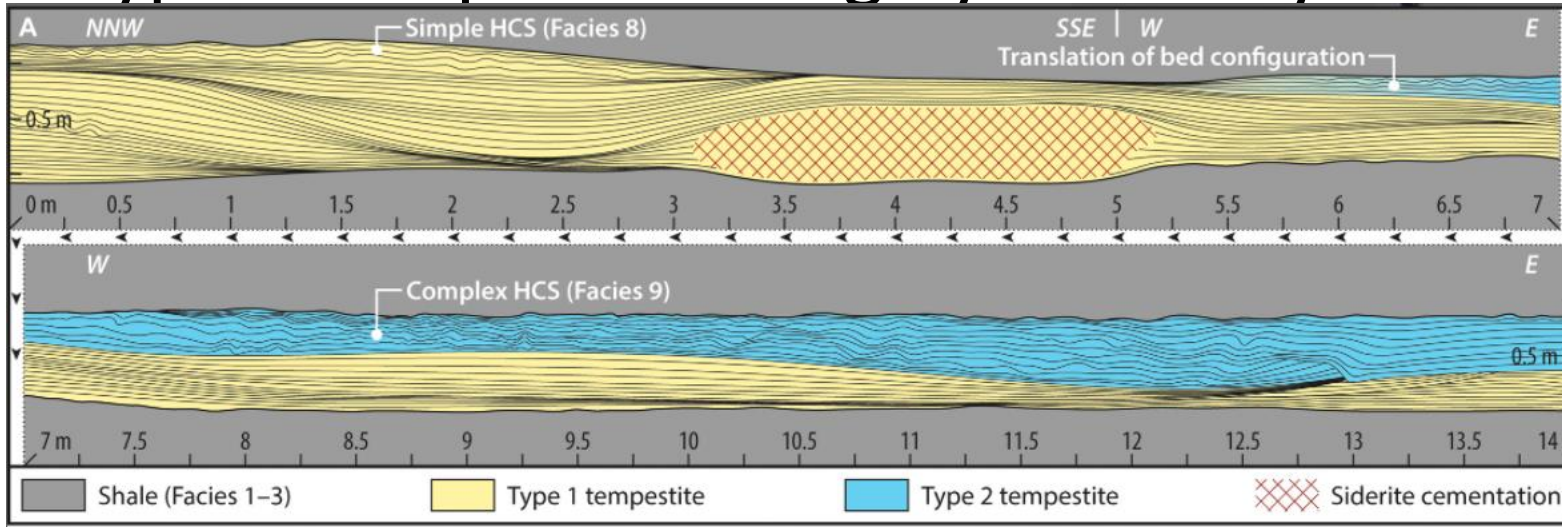 A NNW Simple HCS (Facies 8) SSE W E
Translation of bed configuration
0.5 m
0 m 0.5 1 1.5 2 2.5 3 3.5 4 4.5 5 5.5 6 6.5 7
W E
Complex HCS (Facies 9)
0.5 m
7 m 7.5 8 8.5 9 9.5 10 10.5 11 11.5 12 12.5 13 13.5 14
Shale (Facies 1–3) Type 1 tempestite Type 2 tempestite Siderite cementation